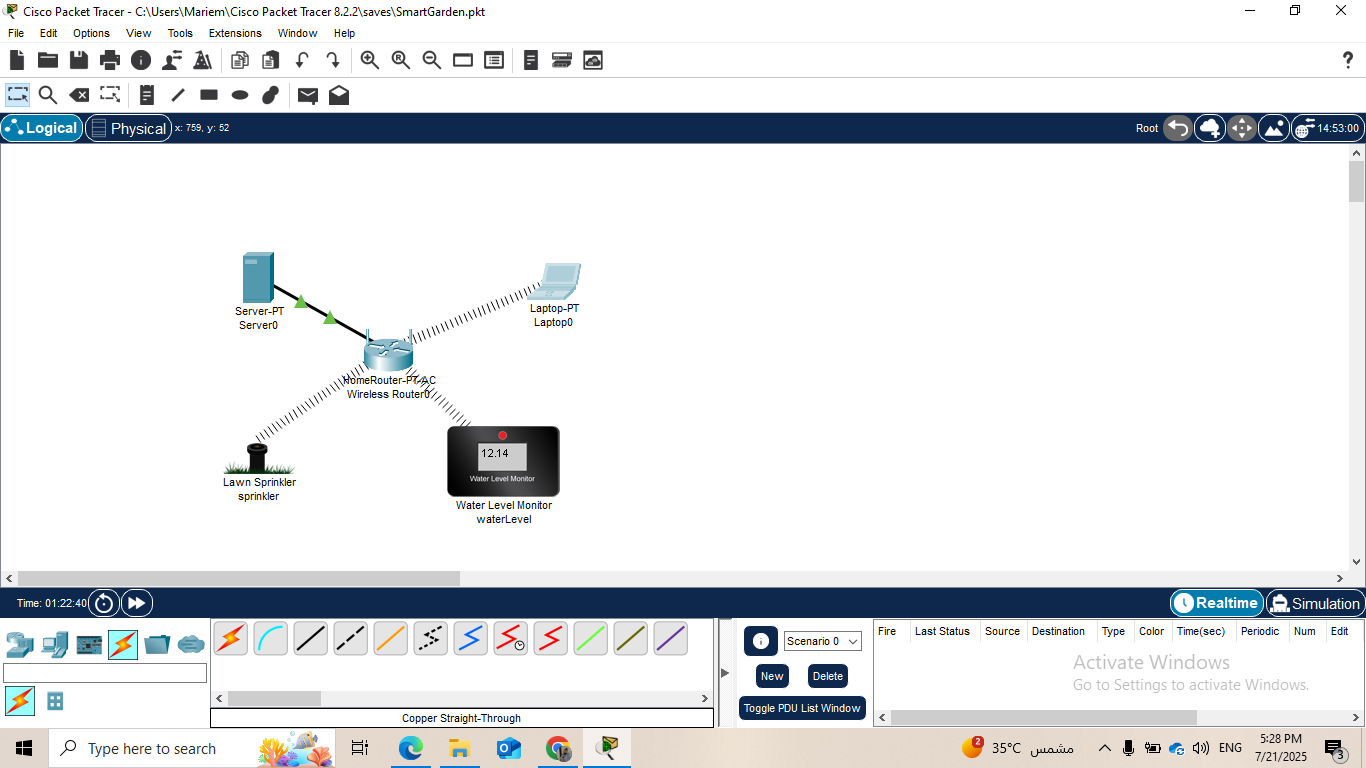 Cisco Packet Tracer - C:\Users\Mariem\Cisco Packet Tracer 8.2.2\saves\SmartGarden.pkt
File Edit Options View Tools Extensions Window Help
Logical Physical x: 759, y: 52 Root 14:53:00
Server-PT
Server0
Laptop-PT
Laptop0
HomeRouter-PT-AC
Wireless Router0
12.14
Water Level Monitor
Lawn Sprinkler
sprinkler
Water Level Monitor
waterLevel
Time: 01:22:40 Realtime Simulation
Scenario 0
New Delete
Toggle PDU List Window
Fire Last Status Source Destination Type Color Time(sec) Periodic Num Edit
Activate Windows
Go to Settings to activate Windows.
Copper Straight-Through
Type here to search 2 35°C مشمس ENG 5:28 PM
7/21/2025 3